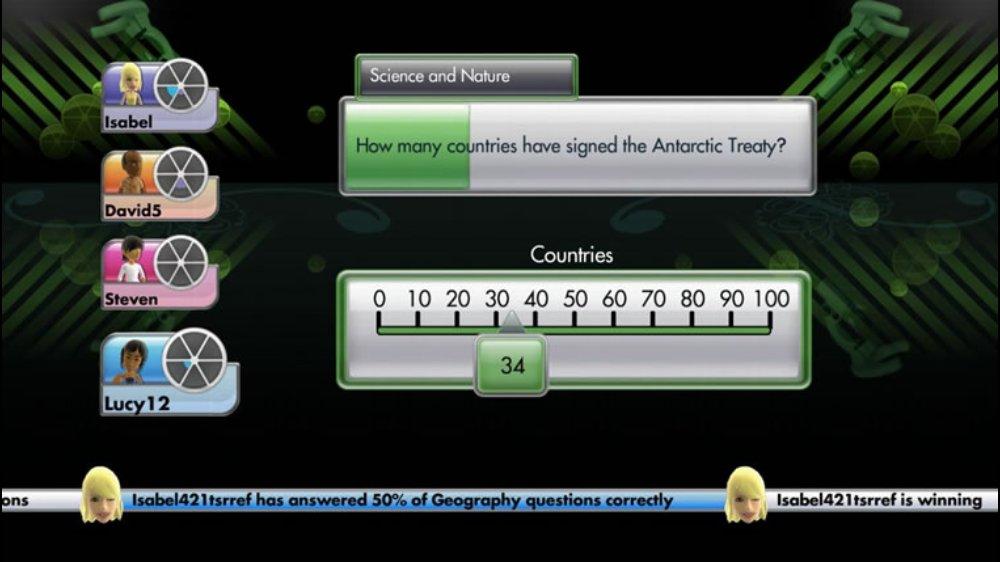 Science and Nature
How many countries have signed the Antarctic Treaty?
Isabel
David5
Steven
Lucy12
Countries
0 10 20 30 40 50 60 70 80 90 100
34
ons
Isabel421tsrref has answered 50% of Geography questions correctly
Isabel421tsrref is winning